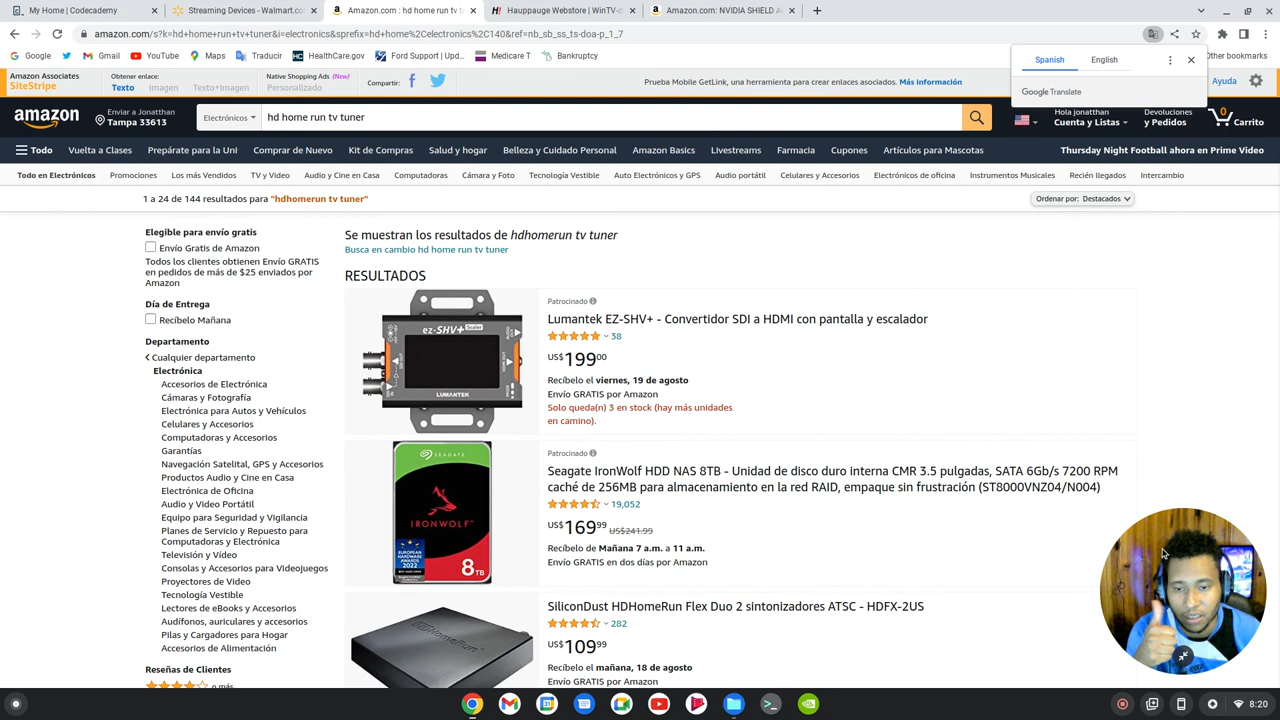 My Home | Codecademy
Streaming Devices - Walmart.com
Amazon.com : hd home run tv t
Hauppauge Webstore | WinTV-
Amazon.com: NVIDIA SHIELD A
amazon.com/s?k=hd+home+run+tv+tuner&i=electronics&sprefix=hd+home%2Celectronics%2C140&ref=nb_sb_ss_ts-doa-p_1_7
Google
Gmail
YouTube
Maps
Traducir
HealthCare.gov
Ford Support | Upd...
Medicare T
Bankruptcy
Other bookmarks
Spanish
English
Google Translate
Amazon Associates
SiteStripe
Obtener enlace:
Texto Imagen Texto+Imagen
Native Shopping Ads (New)
Personalizado
Compartir:
Prueba Mobile GetLink, una herramienta para crear enlaces asociados. Más información
Ayuda
amazon
Enviar a Jonatthan
Tampa 33613
Electrónicos
hd home run tv tuner
Hola Jonatthan
Cuenta y Listas
Devoluciones
y Pedidos
0
Carrito
Todo
Vuelta a Clases
Prepárate para la Uni
Comprar de Nuevo
Kit de Compras
Salud y hogar
Belleza y Cuidado Personal
Amazon Basics
Livestreams
Farmacia
Cupones
Artículos para Mascotas
Thursday Night Football ahora en Prime Video
Todo en Electrónicos
Promociones
Los más Vendidos
TV y Video
Audio y Cine en Casa
Computadoras
Cámara y Foto
Tecnología Vestible
Auto Electrónicos y GPS
Audio portátil
Celulares y Accesorios
Electrónicos de oficina
Instrumentos Musicales
Recién llegados
Intercambio
1 a 24 de 144 resultados para "hdhomerun tv tuner"
Ordenar por: Destacados
Elegible para envío gratis
Envío Gratis de Amazon
Todos los clientes obtienen Envío GRATIS
en pedidos de más de $25 enviados por
Amazon
Día de Entrega
Recíbelo Mañana
Departamento
Cualquier departamento
Electrónica
Accesorios de Electrónica
Cámaras y Fotografía
Electrónica para Autos y Vehículos
Celulares y Accesorios
Computadoras y Accesorios
Garantías
Navegación Satelital, GPS y Accesorios
Productos Audio y Cine en Casa
Electrónica de Oficina
Audio y Video Portátil
Equipo para Seguridad y Vigilancia
Planes de Servicio y Repuesto para
Computadoras y Electrónica
Televisión y Vídeo
Consolas y Accesorios para Videojuegos
Proyectores de Video
Tecnología Vestible
Lectores de eBooks y Accesorios
Audífonos, auriculares y accesorios
Pilas y Cargadores para Hogar
Accesorios de Alimentación
Reseñas de Clientes
o más
Se muestran los resultados de hdhomerun tv tuner
Busca en cambio hd home run tv tuner
RESULTADOS
ez-SHV+ Scaler
LUMANTEK
Patrocinado
Lumantek EZ-SHV+ - Convertidor SDI a HDMI con pantalla y escalador
38
US$199.00
Recíbelo el viernes, 19 de agosto
Envío GRATIS por Amazon
Solo queda(n) 3 en stock (hay más unidades
en camino).
SEAGATE
IRONWOLF
EUROPEAN
HARDWARE
AWARDS
2022
8TB
Patrocinado
Seagate IronWolf HDD NAS 8TB - Unidad de disco duro interna CMR 3.5 pulgadas, SATA 6Gb/s 7200 RPM
caché de 256MB para almacenamiento en la red RAID, empaque sin frustración (ST8000VNZ04/N004)
19,052
US$169.99 US$241.99
Recíbelo de Mañana 7 a.m. a 11 a.m.
Envío GRATIS en dos días por Amazon
HDHomeRun
SiliconDust HDHomeRun Flex Duo 2 sintonizadores ATSC - HDFX-2US
282
US$109.99
Recíbelo el mañana, 18 de agosto
Envío GRATIS por Amazon
8:20